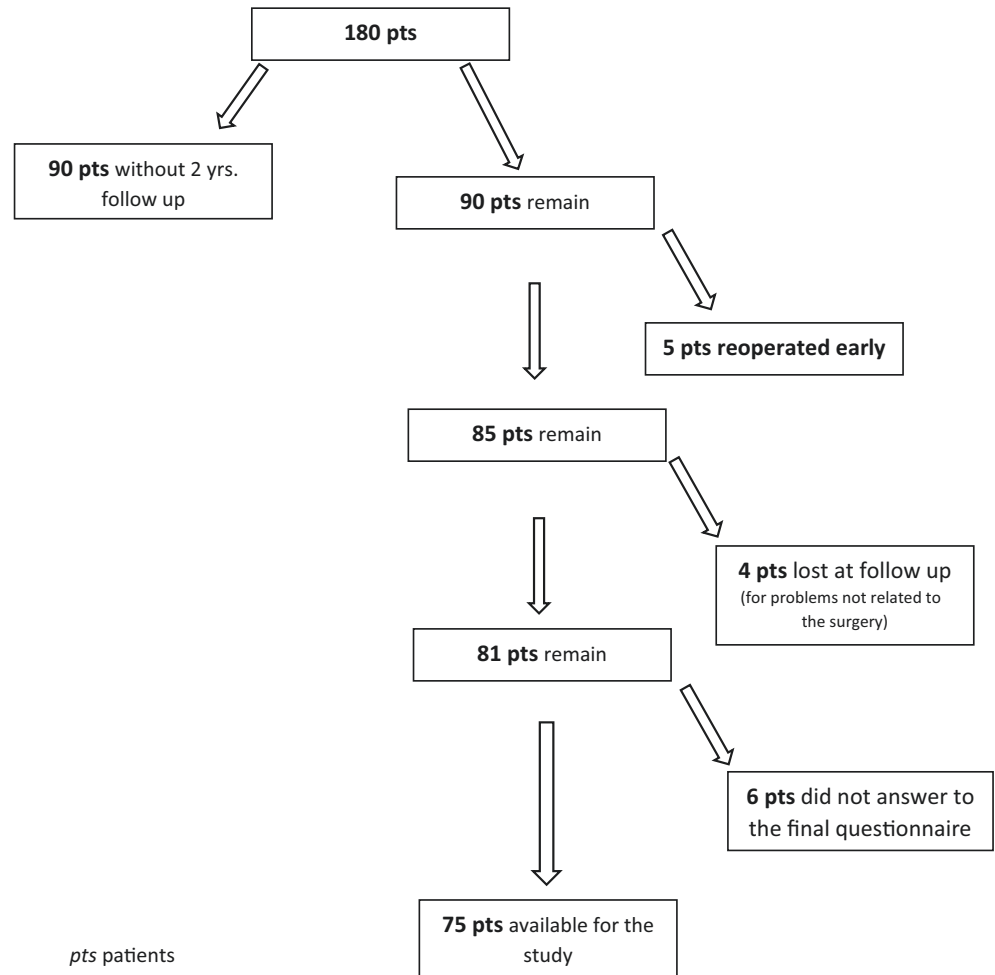 180 pts
90 pts without 2 yrs.
follow up
90 pts remain
5 pts reoperated early
85 pts remain
4 pts lost at follow up
(for problems not related to
the surgery)
81 pts remain
6 pts did not answer to
the final questionnaire
75 pts available for the
study
pts patients